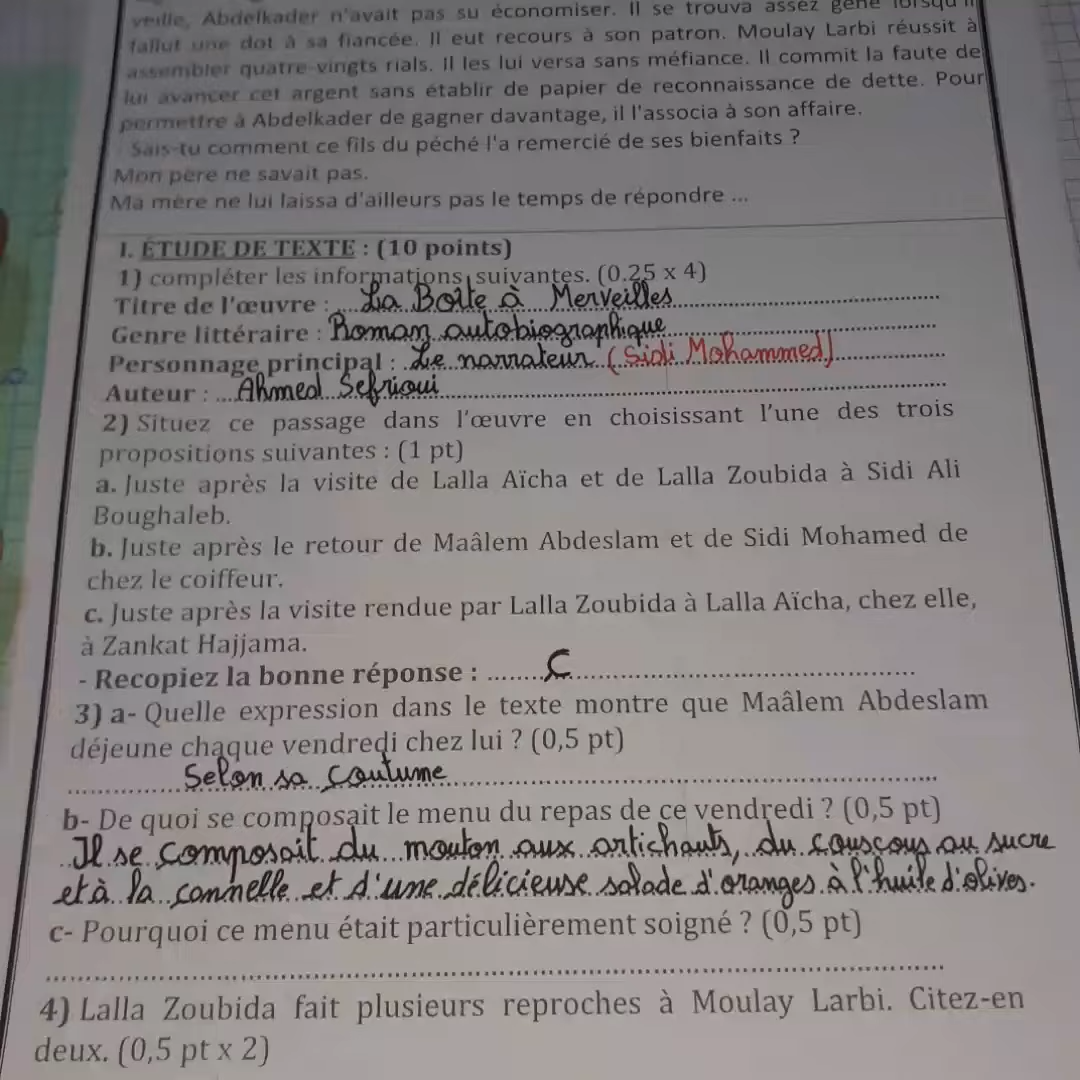 veille, Abdelkader n'avait pas su économiser. Il se trouva assez gêné lorsqu'il
fallut une dot à sa fiancée. Il eut recours à son patron. Moulay Larbi réussit à
assembler quatre-vingts rials. Il les lui versa sans méfiance. Il commit la faute de
lui avancer cet argent sans établir de papier de reconnaissance de dette. Pour
permettre à Abdelkader de gagner davantage, il l'associa à son affaire.
- Sais-tu comment ce fils du péché l'a remercié de ses bienfaits ?
Mon père ne savait pas.
Ma mère ne lui laissa d'ailleurs pas le temps de répondre ...
I. ÉTUDE DE TEXTE : (10 points)
1) compléter les informations suivantes. (0.25 x 4)
Titre de l'œuvre : La Boîte à Merveilles
Genre littéraire : Roman autobiographique
Personnage principal : Le narrateur (Sidi Mohammed)
Auteur : Ahmed Sefrioui
2) Situez ce passage dans l'œuvre en choisissant l'une des trois
propositions suivantes : (1 pt)
a. Juste après la visite de Lalla Aïcha et de Lalla Zoubida à Sidi Ali
Boughaleb.
b. Juste après le retour de Maâlem Abdeslam et de Sidi Mohamed de
chez le coiffeur.
c. Juste après la visite rendue par Lalla Zoubida à Lalla Aïcha, chez elle,
à Zankat Hajjama.
- Recopiez la bonne réponse : C
3) a- Quelle expression dans le texte montre que Maâlem Abdeslam
déjeune chaque vendredi chez lui ? (0,5 pt)
Selon sa coutume
b- De quoi se composait le menu du repas de ce vendredi ? (0,5 pt)
Il se composait du mouton aux artichauts, du couscous au sucre
et à la cannelle et d'une délicieuse salade d'oranges à l'huile d'olives.
c- Pourquoi ce menu était particulièrement soigné ? (0,5 pt)
4) Lalla Zoubida fait plusieurs reproches à Moulay Larbi. Citez-en
deux. (0,5 pt x 2)